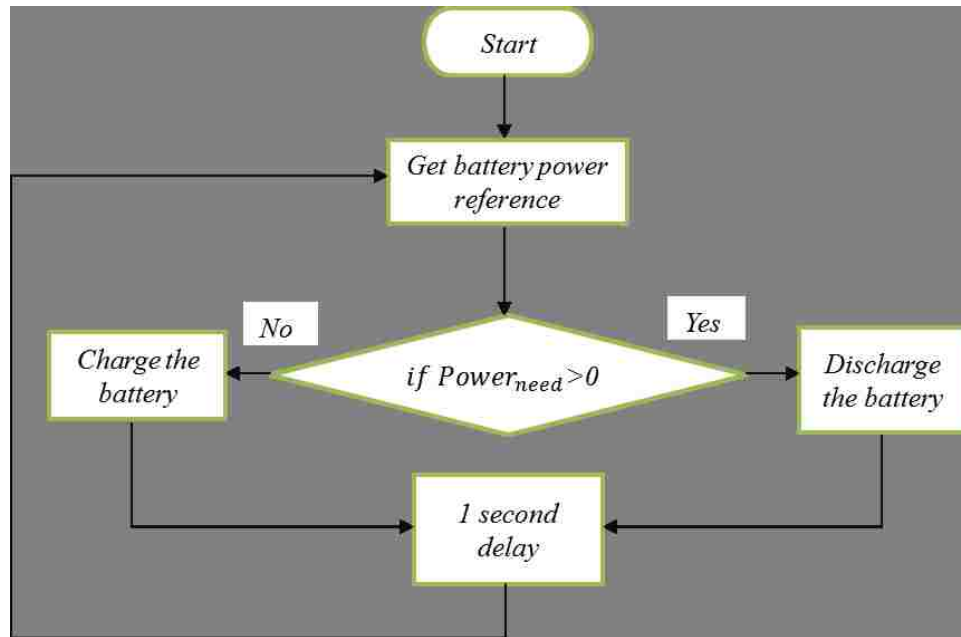 Start
Get battery power
reference
No
Yes
Charge the
battery
if Power_need >0
Discharge
the battery
1 second
delay